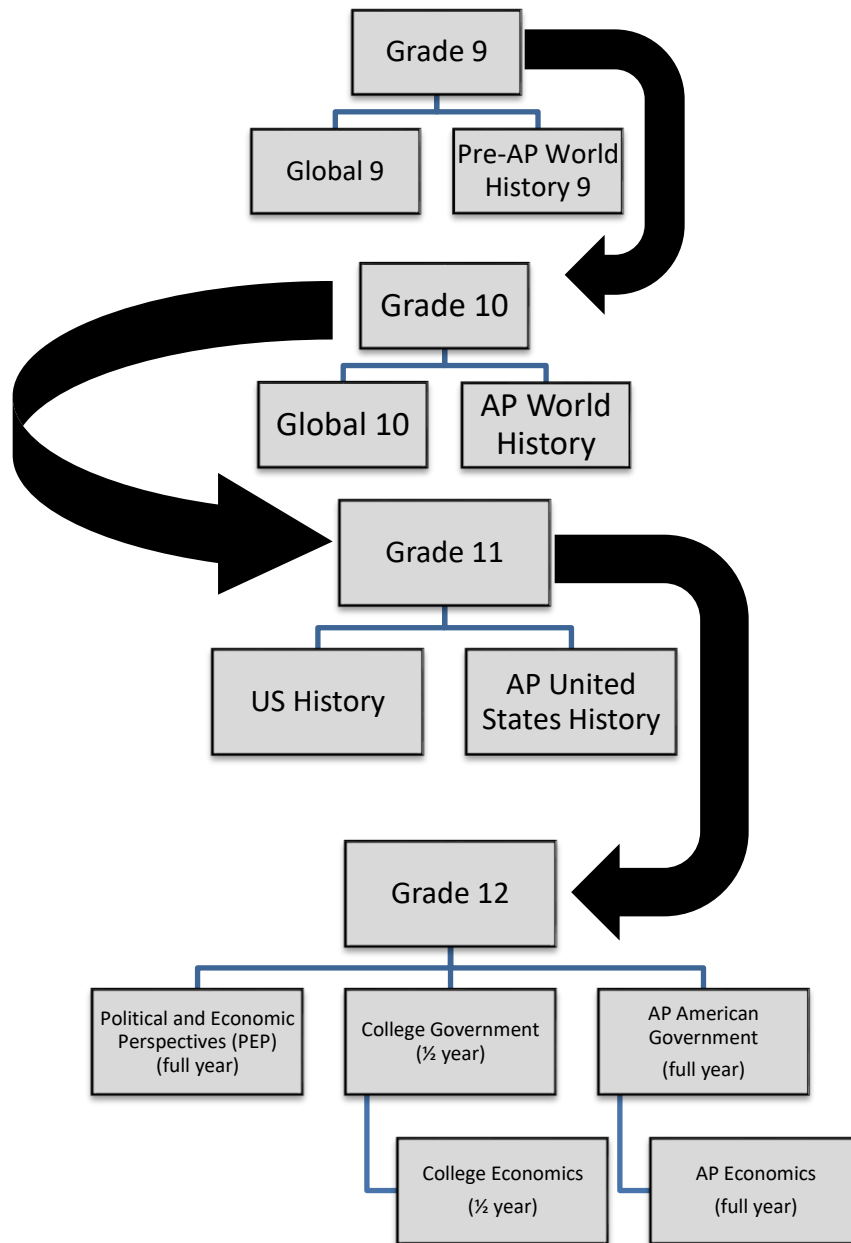 Grade 9
Global 9
Pre-AP World
History 9
Grade 10
Global 10
AP World
History
Grade 11
US History
AP United
States History
Grade 12
Political and Economic
Perspectives (PEP)
(full year)
College Government
(½ year)
AP American
Government
(full year)
College Economics
(½ year)
AP Economics
(full year)